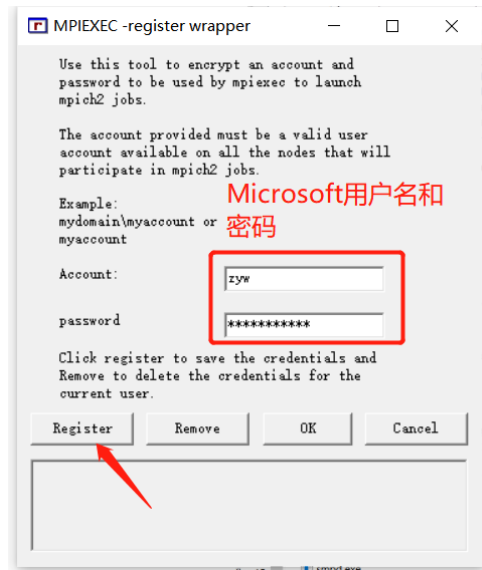 MPIEXEC -register wrapper
Use this tool to encrypt an account and
password to be used by mpiexec to launch
mpich2 jobs.
The account provided must be a valid user
account available on all the nodes that will
participate in mpich2 jobs.
Microsoft用户名和
密码
Example:
mydomain\myaccount or
myaccount
Account:
zyw
password
***********
Click register to save the credentials and
Remove to delete the credentials for the
current user.
Register Remove OK Cancel
smpd.exe